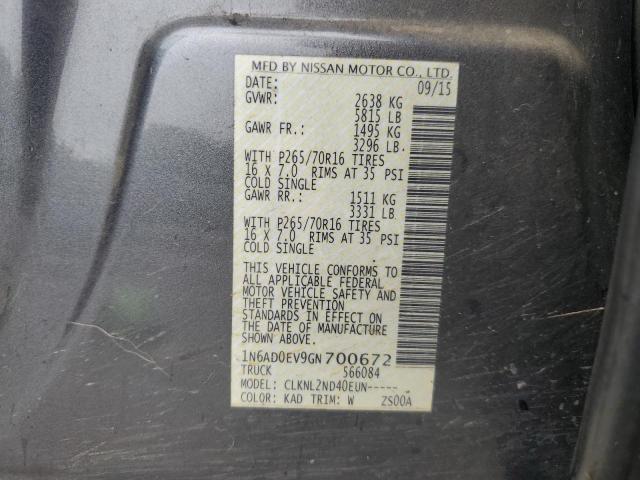 MFD BY NISSAN MOTOR CO., LTD.
DATE: 09/15
GVWR: 2638 KG
5815 LB
GAWR FR.: 1495 KG
3296 LB.
WITH P265/70R16 TIRES
16 X 7.0 RIMS AT 35 PSI
COLD SINGLE
GAWR RR.: 1511 KG
3331 LB.
WITH P265/70R16 TIRES
16 X 7.0 RIMS AT 35 PSI
COLD SINGLE
THIS VEHICLE CONFORMS TO
ALL APPLICABLE FEDERAL
MOTOR VEHICLE SAFETY AND
THEFT PREVENTION
STANDARDS IN EFFECT ON
THE DATE OF MANUFACTURE
SHOWN ABOVE.
1N6AD0EV9GN700672
TRUCK 566084
MODEL: CLKNL2ND40EUN-----
COLOR: KAD TRIM: W ZS00A